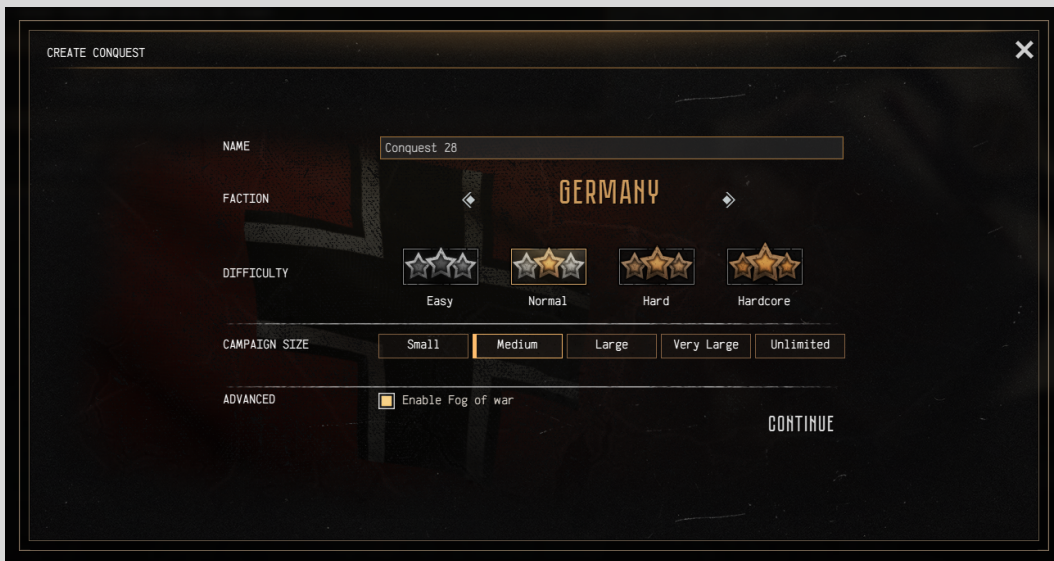 CREATE CONQUEST
NAME
Conquest 28
FACTION
GERMANY
DIFFICULTY
Easy Normal Hard Hardcore
CAMPAIGN SIZE
Small Medium Large Very Large Unlimited
ADVANCED
Enable Fog of war
CONTINUE